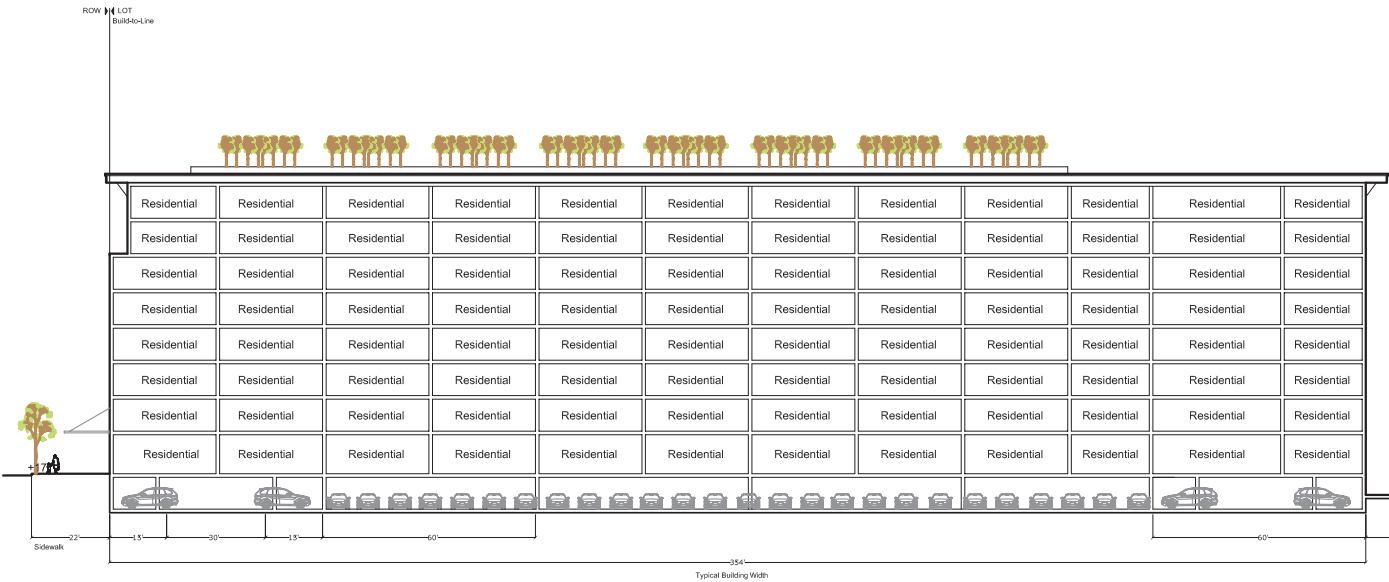 ROW LOT
Build-to-Line
Residential Residential Residential Residential Residential Residential Residential Residential Residential Residential Residential Residential
Residential Residential Residential Residential Residential Residential Residential Residential Residential Residential Residential Residential
Residential Residential Residential Residential Residential Residential Residential Residential Residential Residential Residential Residential
Residential Residential Residential Residential Residential Residential Residential Residential Residential Residential Residential Residential
Residential Residential Residential Residential Residential Residential Residential Residential Residential Residential Residential Residential
Residential Residential Residential Residential Residential Residential Residential Residential Residential Residential Residential Residential
Residential Residential Residential Residential Residential Residential Residential Residential Residential Residential Residential Residential
Residential Residential Residential Residential Residential Residential Residential Residential Residential Residential Residential Residential
+17
22' 15' 30' 15' 60' 60'
Sidewalk
354'
Typical Building Width